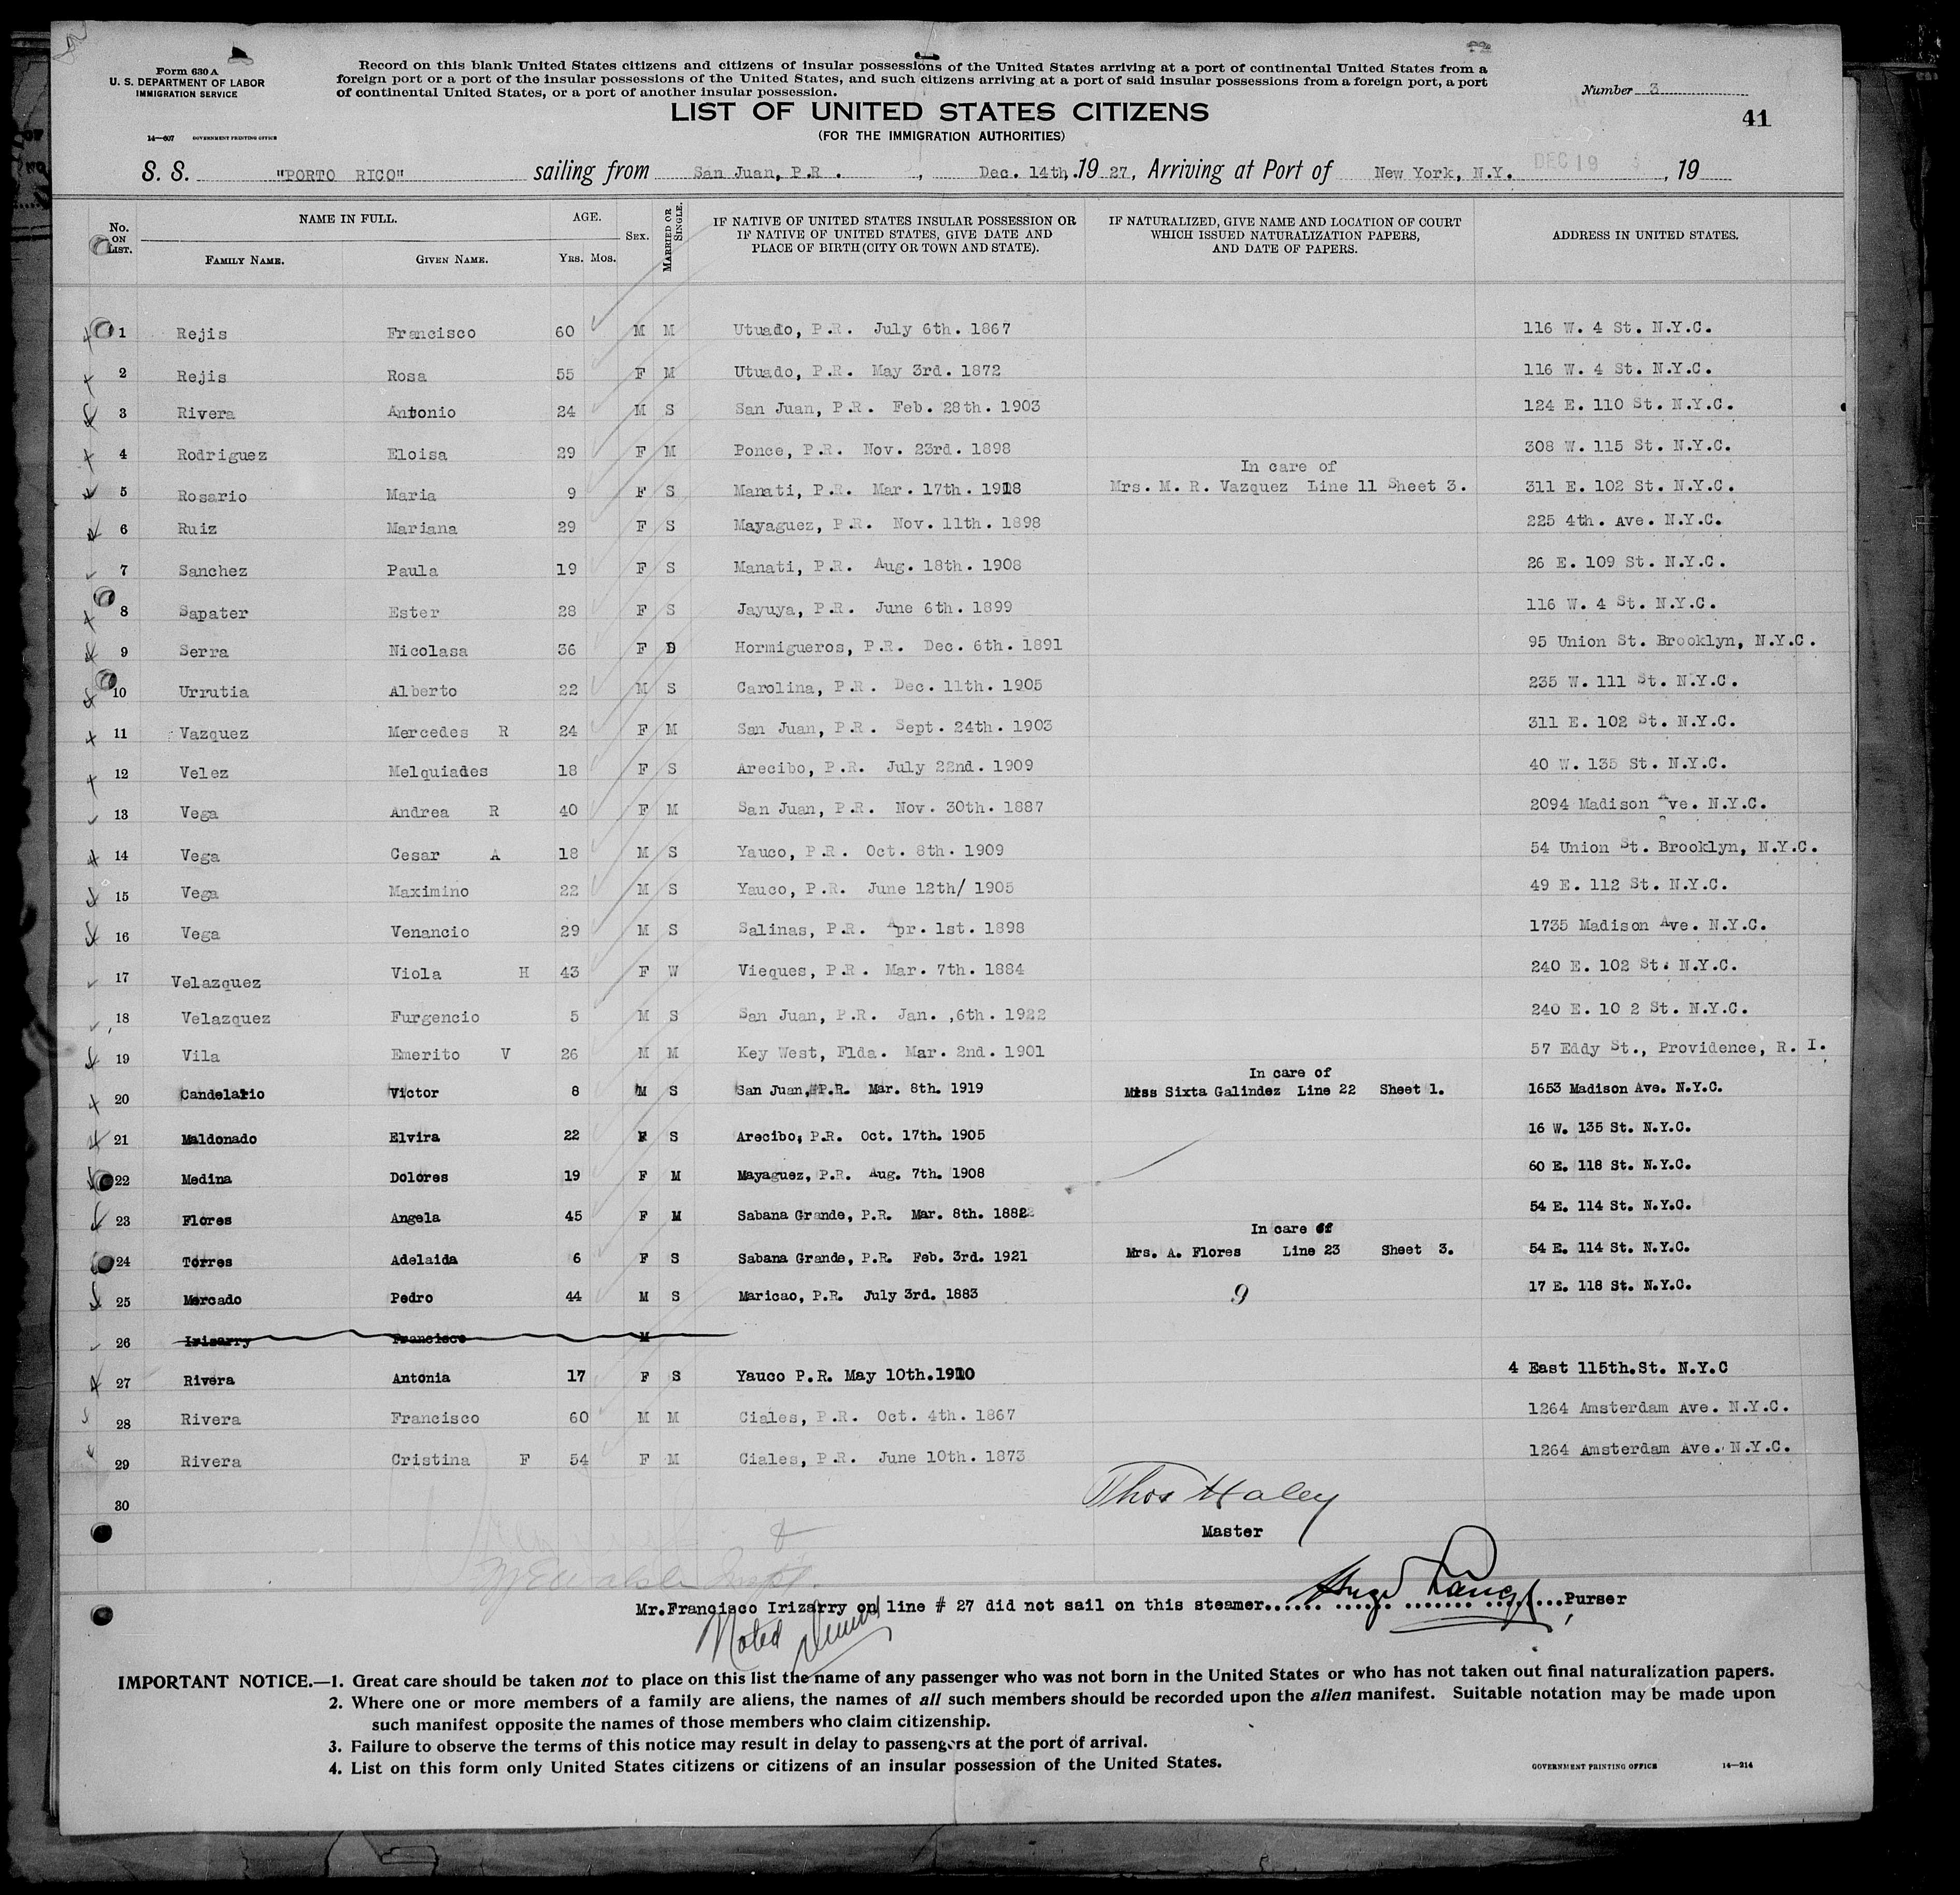 Form 630 A
U. S. DEPARTMENT OF LABOR
IMMIGRATION SERVICE
14—607 GOVERNMENT PRINTING OFFICE
Record on this blank United States citizens and citizens of insular possessions of the United States arriving at a port of continental United States from a
foreign port or a port of the insular possessions of the United States, and such citizens arriving at a port of said insular possessions from a foreign port, a port
of continental United States, or a port of another insular possession.
Number 3
41
LIST OF UNITED STATES CITIZENS
(FOR THE IMMIGRATION AUTHORITIES)
S. S. "PORTO RICO" sailing from San Juan, P.R. , Dec. 14th, 19 27, Arriving at Port of New York, N.Y. DEC 19 , 19
No. ON LIST. NAME IN FULL. FAMILY NAME. GIVEN NAME. AGE. YRS. MOS. SEX. MARRIED OR SINGLE. IF NATIVE OF UNITED STATES INSULAR POSSESSION OR IF NATIVE OF UNITED STATES, GIVE DATE AND PLACE OF BIRTH (CITY OR TOWN AND STATE). IF NATURALIZED, GIVE NAME AND LOCATION OF COURT WHICH ISSUED NATURALIZATION PAPERS, AND DATE OF PAPERS. ADDRESS IN UNITED STATES.
1 Rejis Francisco 60 M M Utuado, P.R. July 6th. 1867 116 W. 4 St. N.Y.C.
2 Rejis Rosa 55 F M Utuado, P.R. May 3rd. 1872 116 W. 4 St. N.Y.C.
3 Rivera Antonio 24 M S San Juan, P.R. Feb. 28th. 1903 124 E. 110 St. N.Y.C.
4 Rodriguez Eloisa 29 F M Ponce, P.R. Nov. 23rd. 1898 308 W. 115 St. N.Y.C.
In care of
5 Rosario Maria 9 F S Manati, P.R. Mar. 17th. 1918 Mrs. M. R. Vazquez Line 11 Sheet 3. 311 E. 102 St. N.Y.C.
6 Ruiz Mariana 29 F S Mayaguez, P.R. Nov. 11th. 1898 225 4th. Ave. N.Y.C.
7 Sanchez Paula 19 F S Manati, P.R. Aug. 18th. 1908 26 E. 109 St. N.Y.C.
8 Sapater Ester 28 F S Jayuya, P.R. June 6th. 1899 116 W. 4 St. N.Y.C.
9 Serra Nicolasa 36 F D Hormigueros, P.R. Dec. 6th. 1891 95 Union St. Brooklyn, N.Y.C.
10 Urrutia Alberto 22 M S Carolina, P.R. Dec. 11th. 1905 235 W. 111 St. N.Y.C.
11 Vazquez Mercedes R 24 F M San Juan, P.R. Sept. 24th. 1903 311 E. 102 St. N.Y.C.
12 Velez Melquiades 18 F S Arecibo, P.R. July 22nd. 1909 40 W. 135 St. N.Y.C.
13 Vega Andrea R 40 F M San Juan, P.R. Nov. 30th. 1887 2094 Madison Ave. N.Y.C.
14 Vega Cesar A 18 M S Yauco, P.R. Oct. 8th. 1909 54 Union St. Brooklyn, N.Y.C.
15 Vega Maximino 22 M S Yauco, P.R. June 12th/ 1905 49 E. 112 St. N.Y.C.
16 Vega Venancio 29 M S Salinas, P.R. Apr. 1st. 1898 1735 Madison Ave. N.Y.C.
17 Velazquez Viola H 43 F W Vieques, P.R. Mar. 7th. 1884 240 E. 102 St. N.Y.C.
18 Velazquez Furgencio 5 M S San Juan, P.R. Jan. ,6th. 1922 240 E. 10 2 St. N.Y.C.
19 Vila Emerito V 26 M M Key West, Flda. Mar. 2nd. 1901 57 Eddy St., Providence, R. I.
In care of
20 Candelario Victor 8 M S San Juan, P.R. Mar. 8th. 1919 Miss Sixta Galindez Line 22 Sheet 1. 1653 Madison Ave. N.Y.C.
21 Maldonado Elvira 22 F S Arecibo, P.R. Oct. 17th. 1905 16 W. 135 St. N.Y.C.
22 Medina Dolores 19 F M Mayaguez, P.R. Aug. 7th. 1908 60 E. 118 St. N.Y.C.
23 Flores Angela 45 F M Sabana Grande, P.R. Mar. 8th. 1882 54 E. 114 St. N.Y.C.
In care of
24 Torres Adelaida 6 F S Sabana Grande, P.R. Feb. 3rd. 1921 Mrs. A. Flores Line 23 Sheet 3. 54 E. 114 St. N.Y.C.
25 Mercado Pedro 44 M S Maricao, P.R. July 3rd. 1883 9 17 E. 118 St. N.Y.C.
26 Irizarry Francisco M
27 Rivera Antonia 17 F S Yauco P.R. May 10th.1910 4 East 115th.St. N.Y.C
28 Rivera Francisco 60 M M Ciales, P.R. Oct. 4th. 1867 1264 Amsterdam Ave. N.Y.C.
29 Rivera Cristina F 54 F M Ciales, P.R. June 10th. 1873 1264 Amsterdam Ave. N.Y.C.
30
Thos Haley
Master
Mr.Francisco Irizarry on line # 27 did not sail on this steamer...... ...... ....... ........Purser
Noted
IMPORTANT NOTICE.—1. Great care should be taken not to place on this list the name of any passenger who was not born in the United States or who has not taken out final naturalization papers.
2. Where one or more members of a family are aliens, the names of all such members should be recorded upon the alien manifest. Suitable notation may be made upon
such manifest opposite the names of those members who claim citizenship.
3. Failure to observe the terms of this notice may result in delay to passengers at the port of arrival.
4. List on this form only United States citizens or citizens of an insular possession of the United States.
GOVERNMENT PRINTING OFFICE 14—214